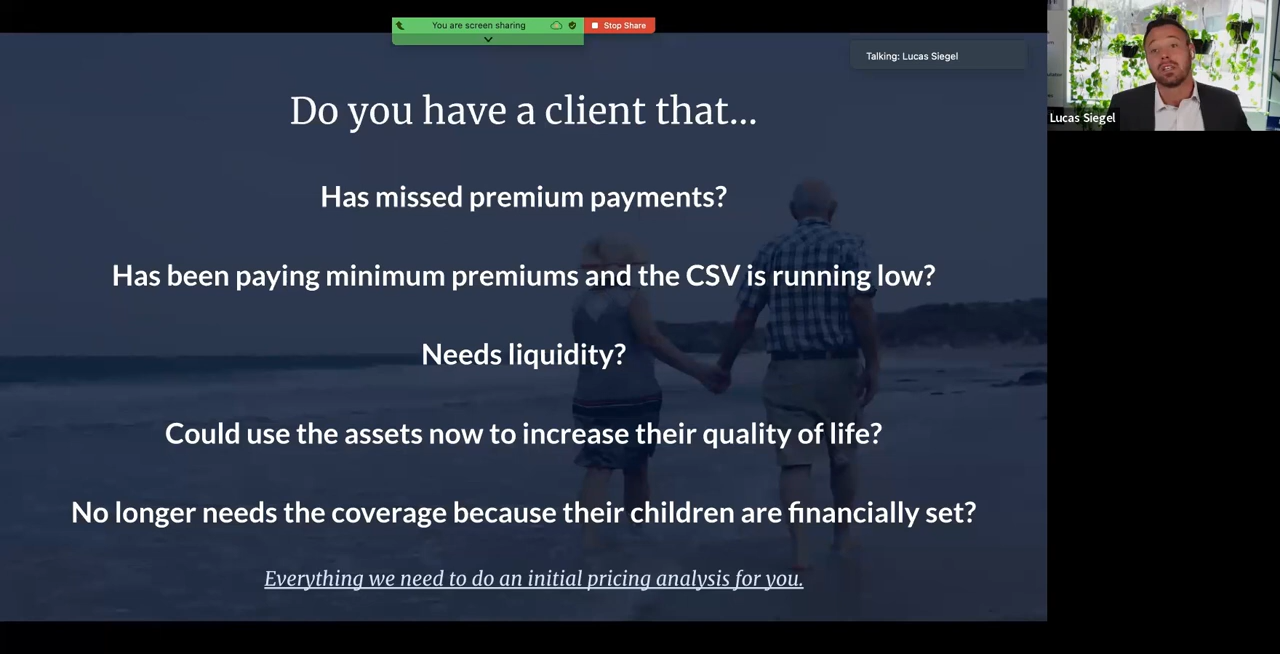 You are screen sharing
Stop Share
Talking: Lucas Siegel
Lucas Siegel
Do you have a client that...
Has missed premium payments?
Has been paying minimum premiums and the CSV is running low?
Needs liquidity?
Could use the assets now to increase their quality of life?
No longer needs the coverage because their children are financially set?
Everything we need to do an initial pricing analysis for you.